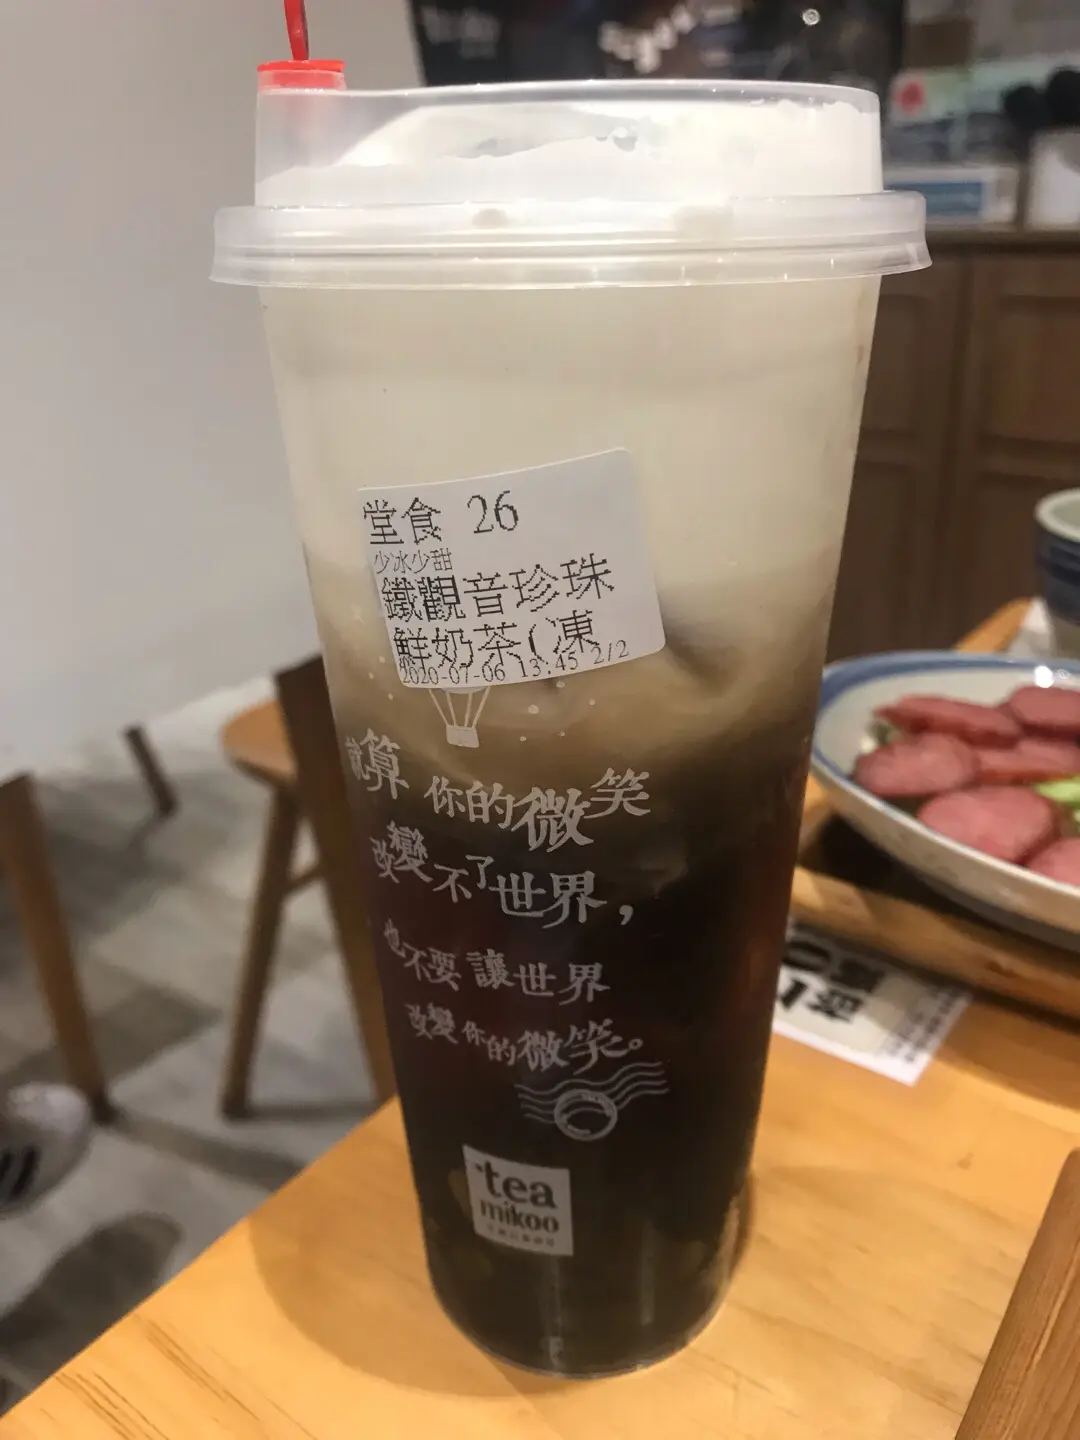 堂食 26
少冰少甜
鐵觀音珍珠
鮮奶茶(凍
2020-07-06 13:45 2/2
就算你的微笑
改變不了世界，
也不要讓世界
改變你的微笑。
tea
mikoo